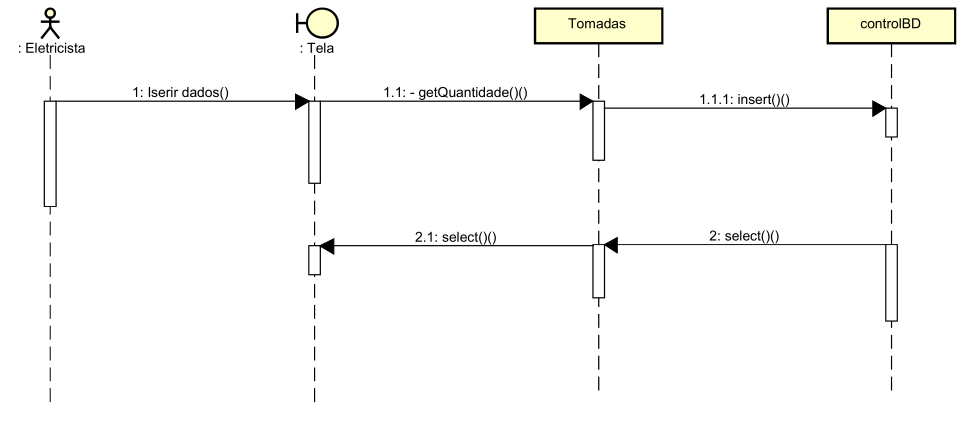 : Eletricista
: Tela
Tomadas
controlBD
1: Iserir dados()
1.1: - getQuantidade()()
1.1.1: insert()()
2.1: select()()
2: select()()